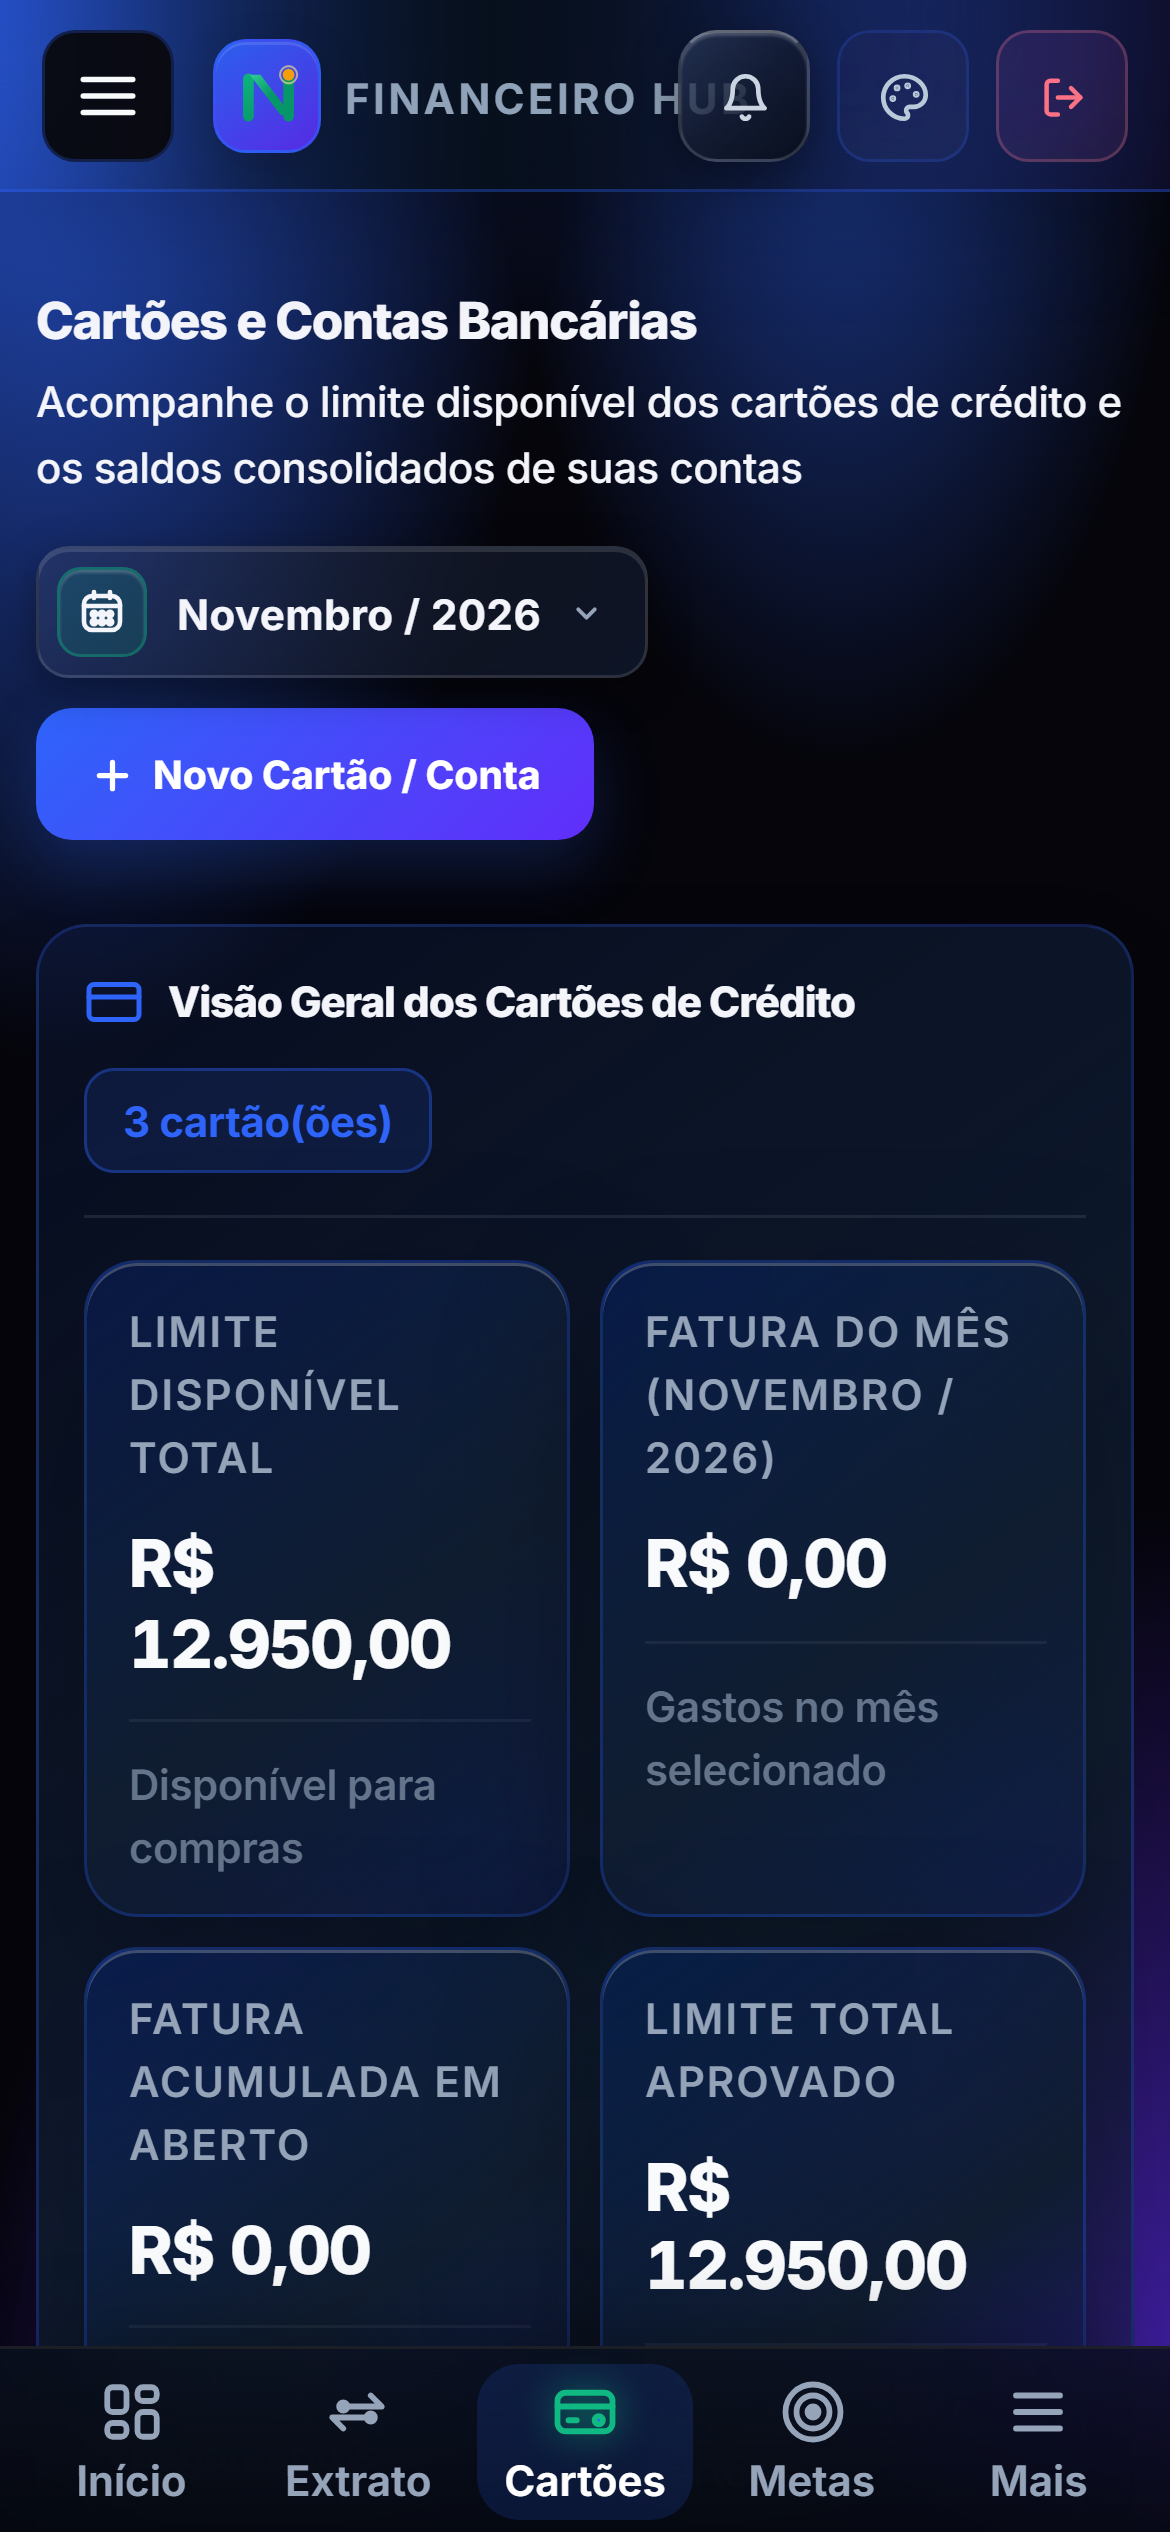 FINANCEIRO HUB
Cartões e Contas Bancárias
Acompanhe o limite disponível dos cartões de crédito e
os saldos consolidados de suas contas
Novembro / 2026
Novo Cartão / Conta
Visão Geral dos Cartões de Crédito
3 cartão(ões)
LIMITE
DISPONÍVEL
TOTAL
R$
12.950,00
Disponível para
compras
FATURA DO MÊS
(NOVEMBRO /
2026)
R$ 0,00
Gastos no mês
selecionado
FATURA
ACUMULADA EM
ABERTO
R$ 0,00
LIMITE TOTAL
APROVADO
R$
12.950,00
Início
Extrato
Cartões
Metas
Mais